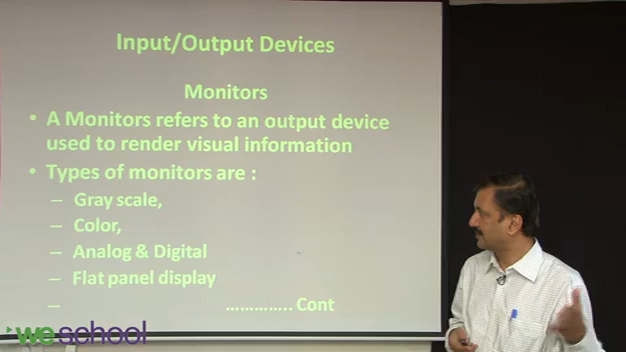 Input/Output Devices
Monitors
• A Monitors refers to an output device
used to render visual information
• Types of monitors are :
– Gray scale,
– Color,
– Analog & Digital
– Flat panel display
– ………….. Cont
weschool